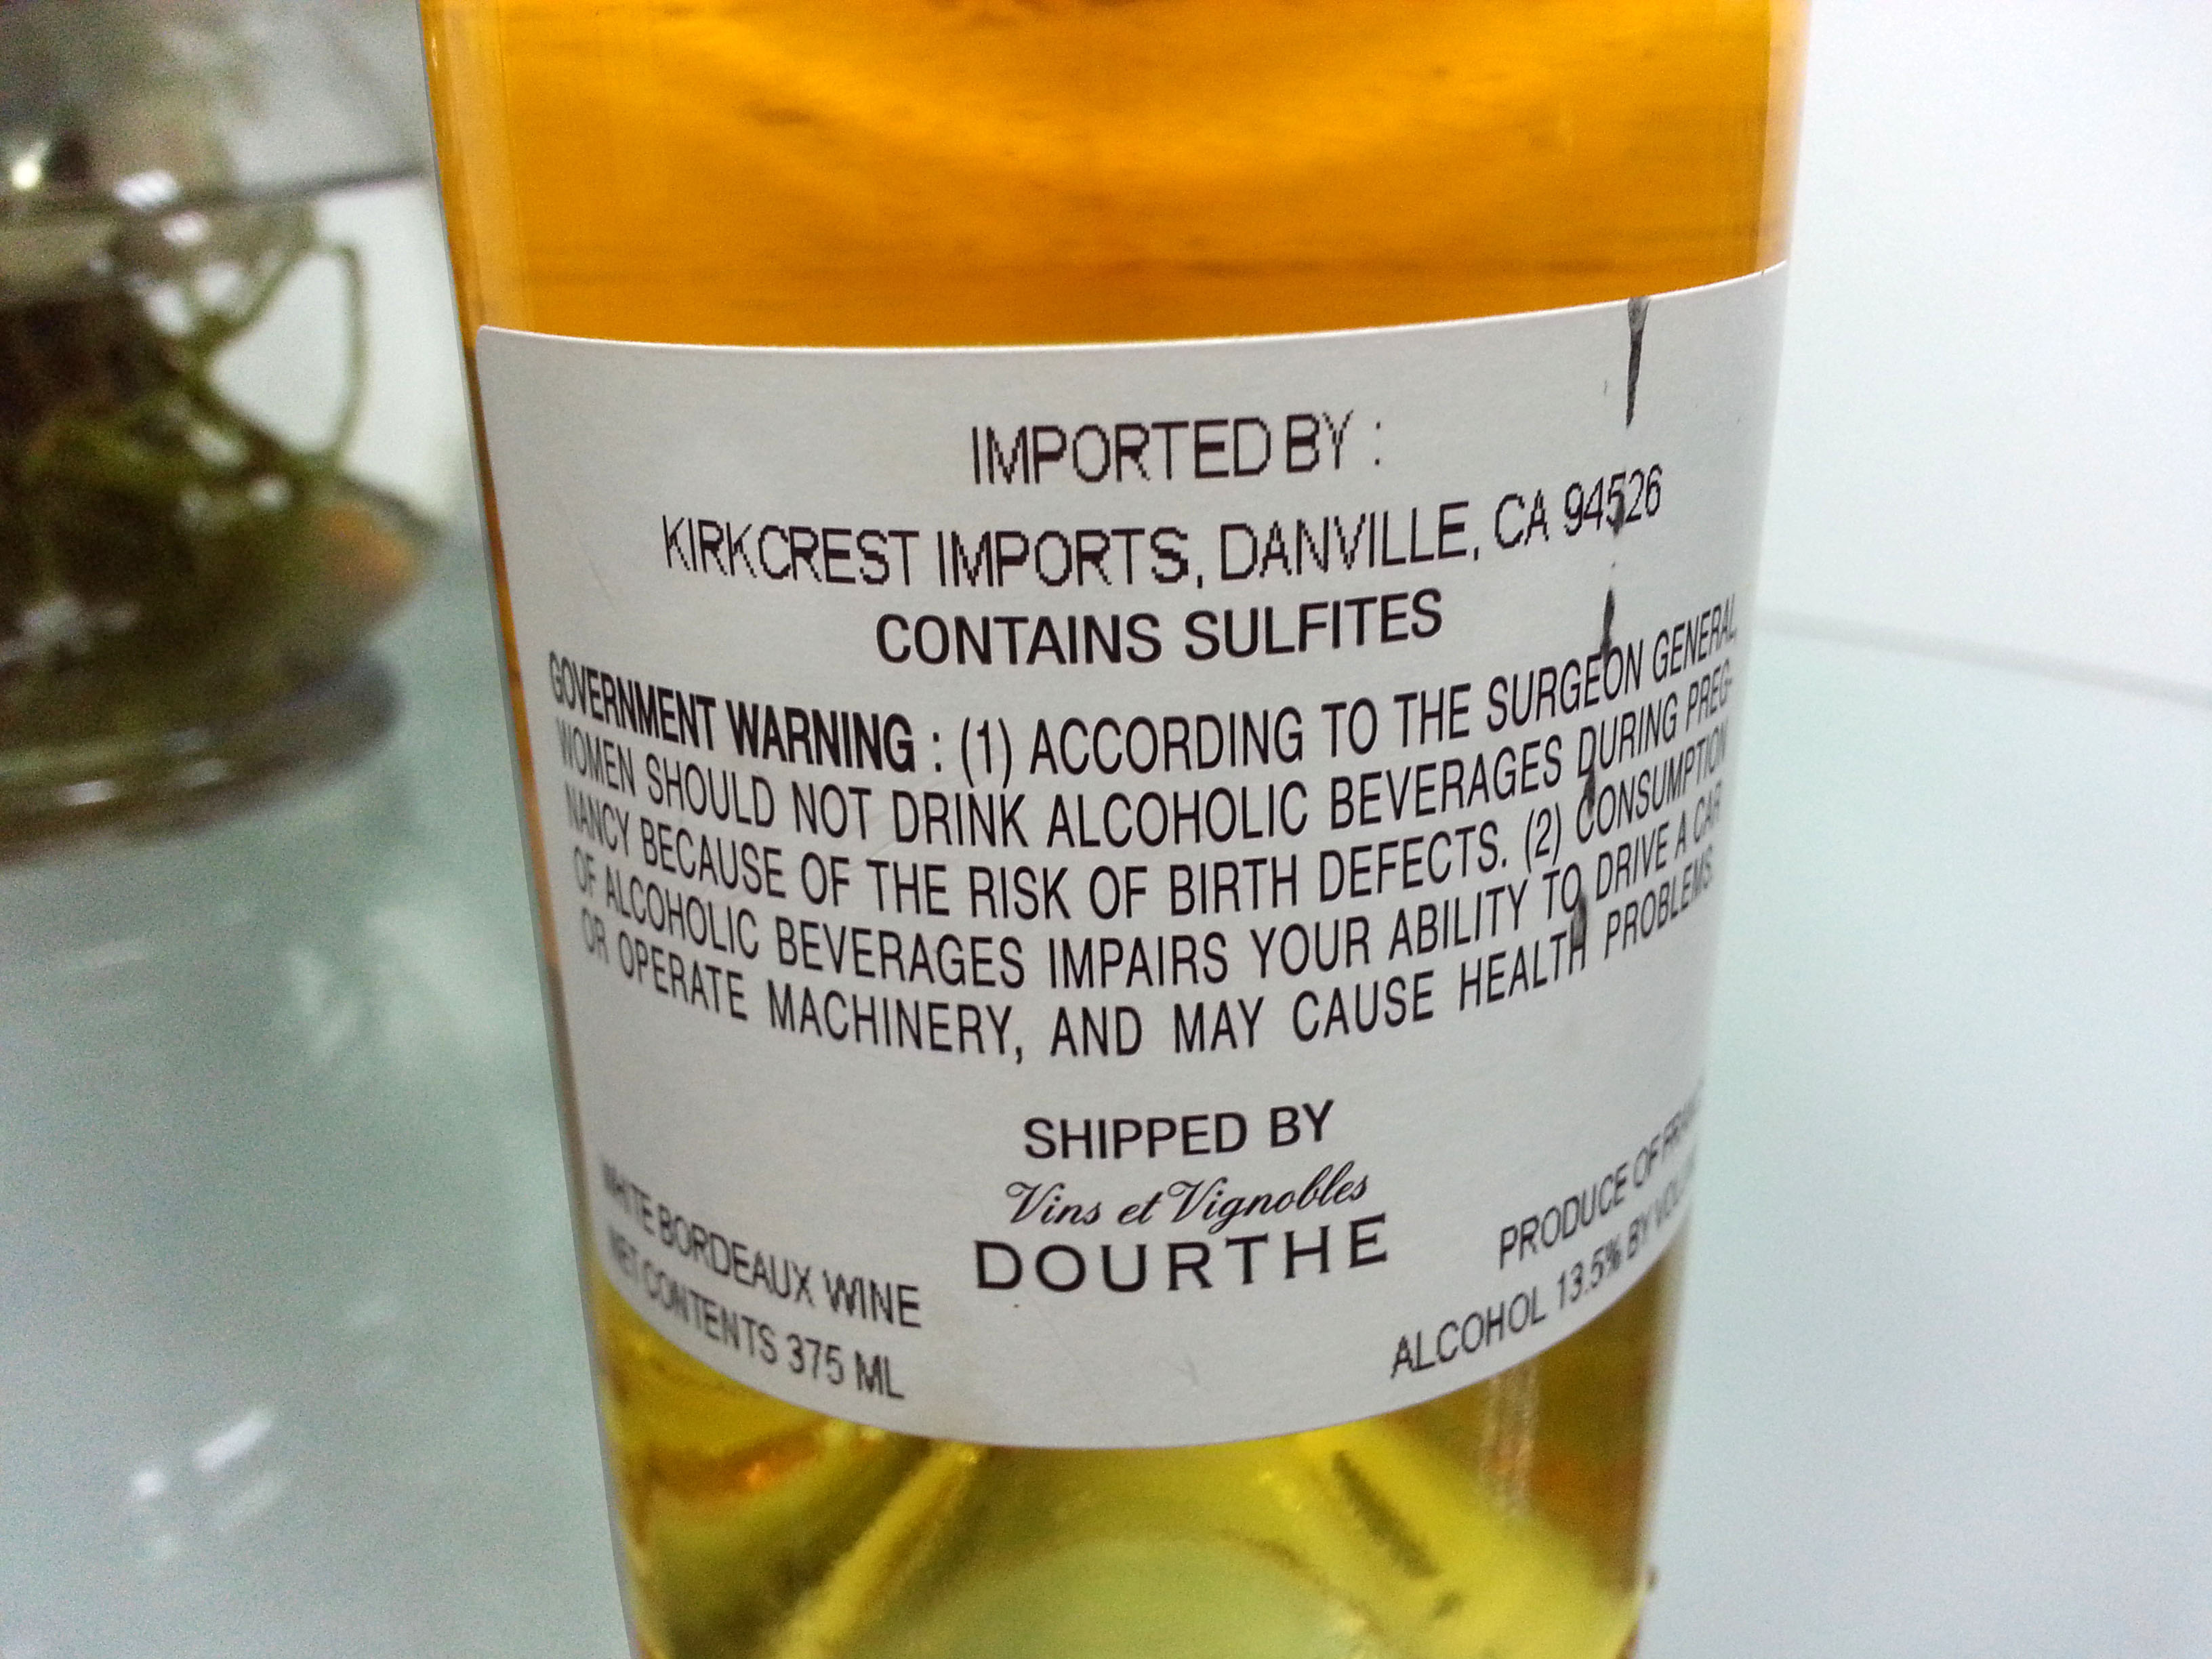 IMPORTED BY :
KIRKCREST IMPORTS, DANVILLE, CA 94526
CONTAINS SULFITES
GOVERNMENT WARNING : (1) ACCORDING TO THE SURGEON GENERAL
WOMEN SHOULD NOT DRINK ALCOHOLIC BEVERAGES DURING PREG-
NANCY BECAUSE OF THE RISK OF BIRTH DEFECTS. (2) CONSUMPTION
OF ALCOHOLIC BEVERAGES IMPAIRS YOUR ABILITY TO DRIVE A CAR
OR OPERATE MACHINERY, AND MAY CAUSE HEALTH PROBLEMS
SHIPPED BY
Vins et Vignobles
DOURTHE
WHITE BORDEAUX WINE
NET CONTENTS 375 ML
PRODUCE OF
ALCOHOL 13.5% BY